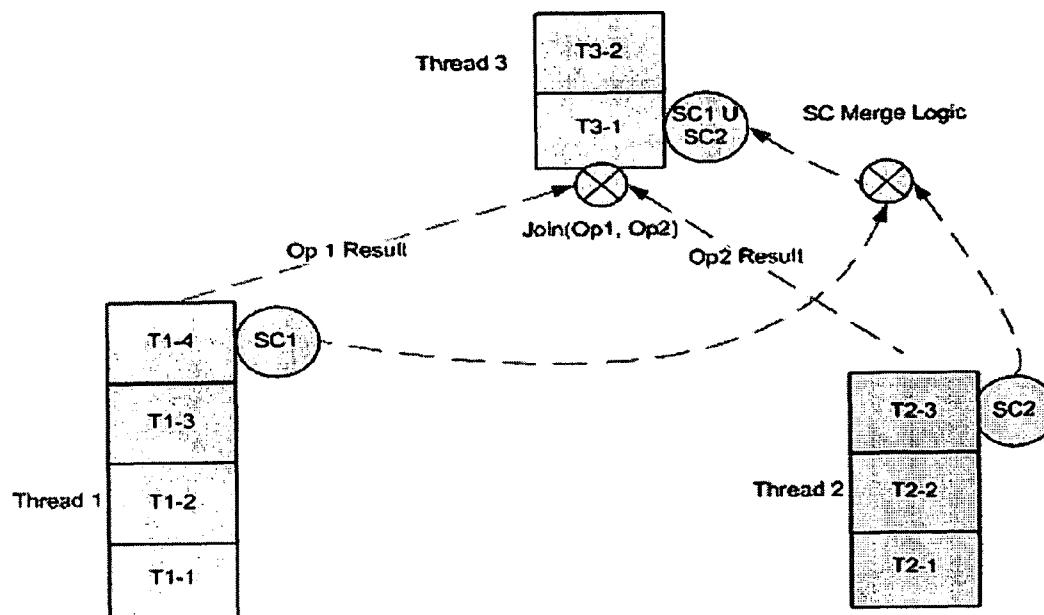 T3-2
Thread 3
T3-1
SC1 U
SC2
SC Merge Logic
Join(Op1, Op2)
Op 1 Result
Op2 Result
T1-4
SC1
T1-3
Thread 1
T1-2
T1-1
T2-3
SC2
Thread 2
T2-2
T2-1